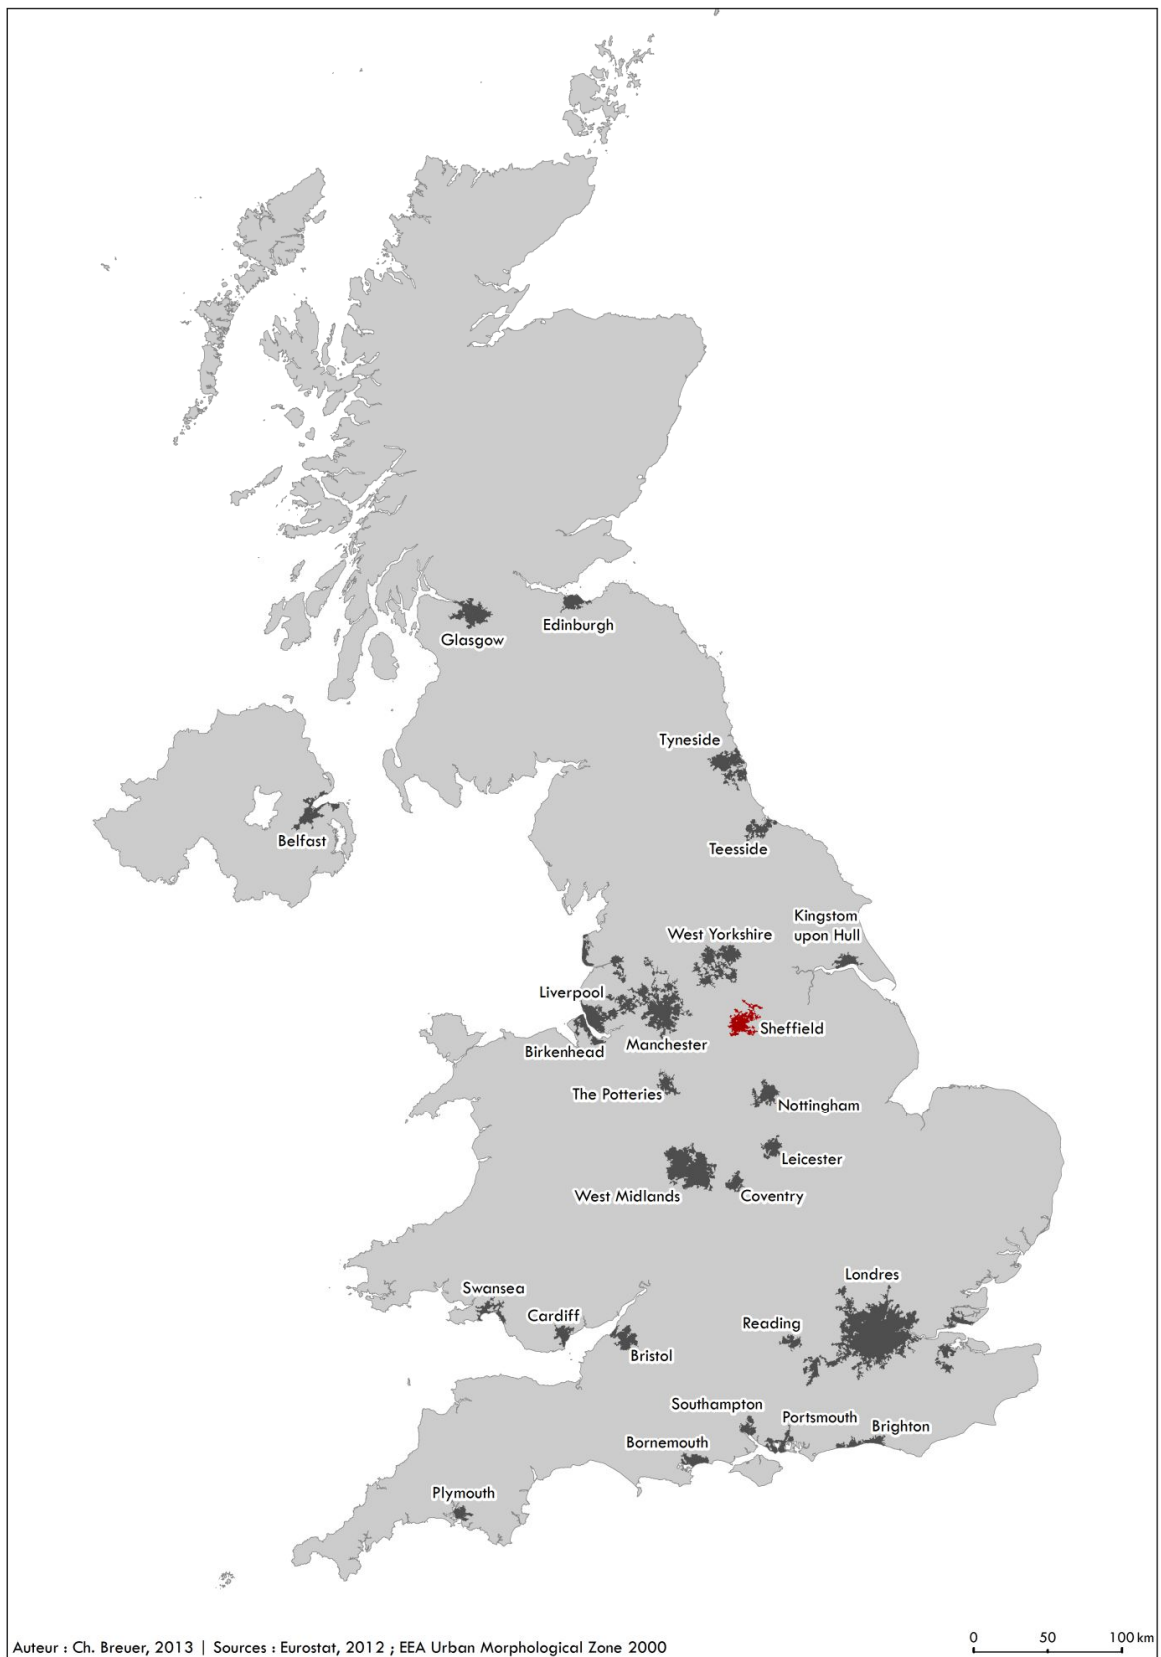 Glasgow
Edinburgh
Tyneside
Belfast
Teesside
Kingstom
upon Hull
West Yorkshire
Liverpool
Sheffield
Manchester
Birkenhead
The Potteries
Nottingham
Leicester
West Midlands
Coventry
Londres
Swansea
Cardiff
Reading
Bristol
Southampton
Portsmouth
Brighton
Bornemouth
Plymouth
Auteur : Ch. Breuer, 2013 | Sources : Eurostat, 2012 ; EEA Urban Morphological Zone 2000
0 50 100 km